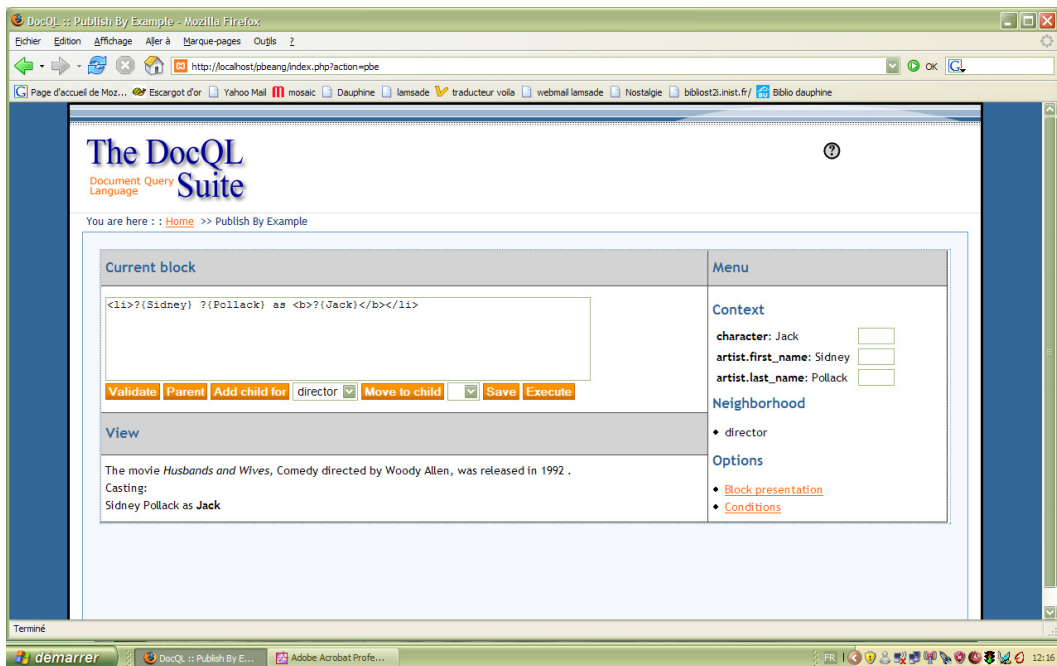 DocQL :: Publish By Example - Mozilla Firefox
Fichier Edition Affichage Aller à Marque-pages Outils ?
http://localhost/pbeang/index.php?action=pbe OK G
Page d'accueil de Moz... Escargot d'or Yahoo Mail mosaic Dauphine lamsade traducteur voila webmail lamsade Nostalgie bibliost2i.inist.fr/ Biblio dauphine
The DocQL
Document Query Suite
Language
?
You are here : : Home >> Publish By Example
Current block
Menu
<li>?{Sidney} ?{Pollack} as <b>?{Jack}</b></li>
Validate Parent Add child for director Move to child Save Execute
Context
character: Jack
artist.first_name: Sidney
artist.last_name: Pollack
Neighborhood
director
Options
Block presentation
Conditions
View
The movie Husbands and Wives, Comedy directed by Woody Allen, was released in 1992 .
Casting:
Sidney Pollack as Jack
Terminé
démarrer DocQL :: Publish By E... Adobe Acrobat Profe... FR 12:16